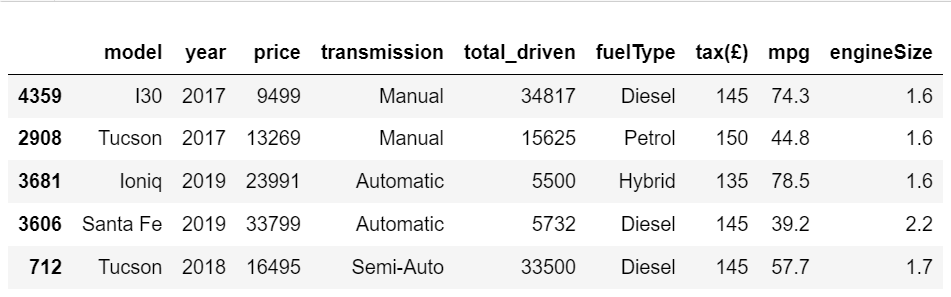 model year price transmission total_driven fuelType tax(£) mpg engineSize
4359 I30 2017 9499 Manual 34817 Diesel 145 74.3 1.6
2908 Tucson 2017 13269 Manual 15625 Petrol 150 44.8 1.6
3681 Ioniq 2019 23991 Automatic 5500 Hybrid 135 78.5 1.6
3606 Santa Fe 2019 33799 Automatic 5732 Diesel 145 39.2 2.2
712 Tucson 2018 16495 Semi-Auto 33500 Diesel 145 57.7 1.7